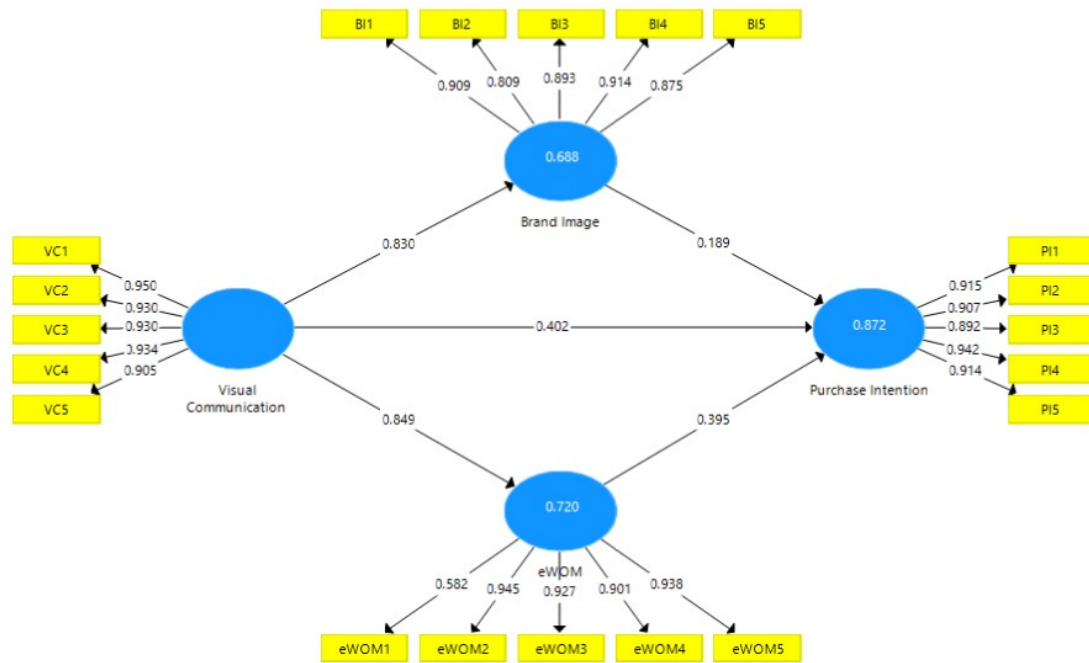 BI1 BI2 BI3 BI4 BI5
0.909 0.809 0.893 0.914 0.875
0.688
Brand Image
0.830
0.189
VC1
VC2
VC3
VC4
VC5
0.950
0.930
0.930
0.934
0.905
Visual
Communication
0.402
0.872
Purchase Intention
0.915
0.907
0.892
0.942
0.914
PI1
PI2
PI3
PI4
PI5
0.849
0.395
0.720
eWOM
0.582 0.945 0.927 0.901 0.938
eWOM1 eWOM2 eWOM3 eWOM4 eWOM5